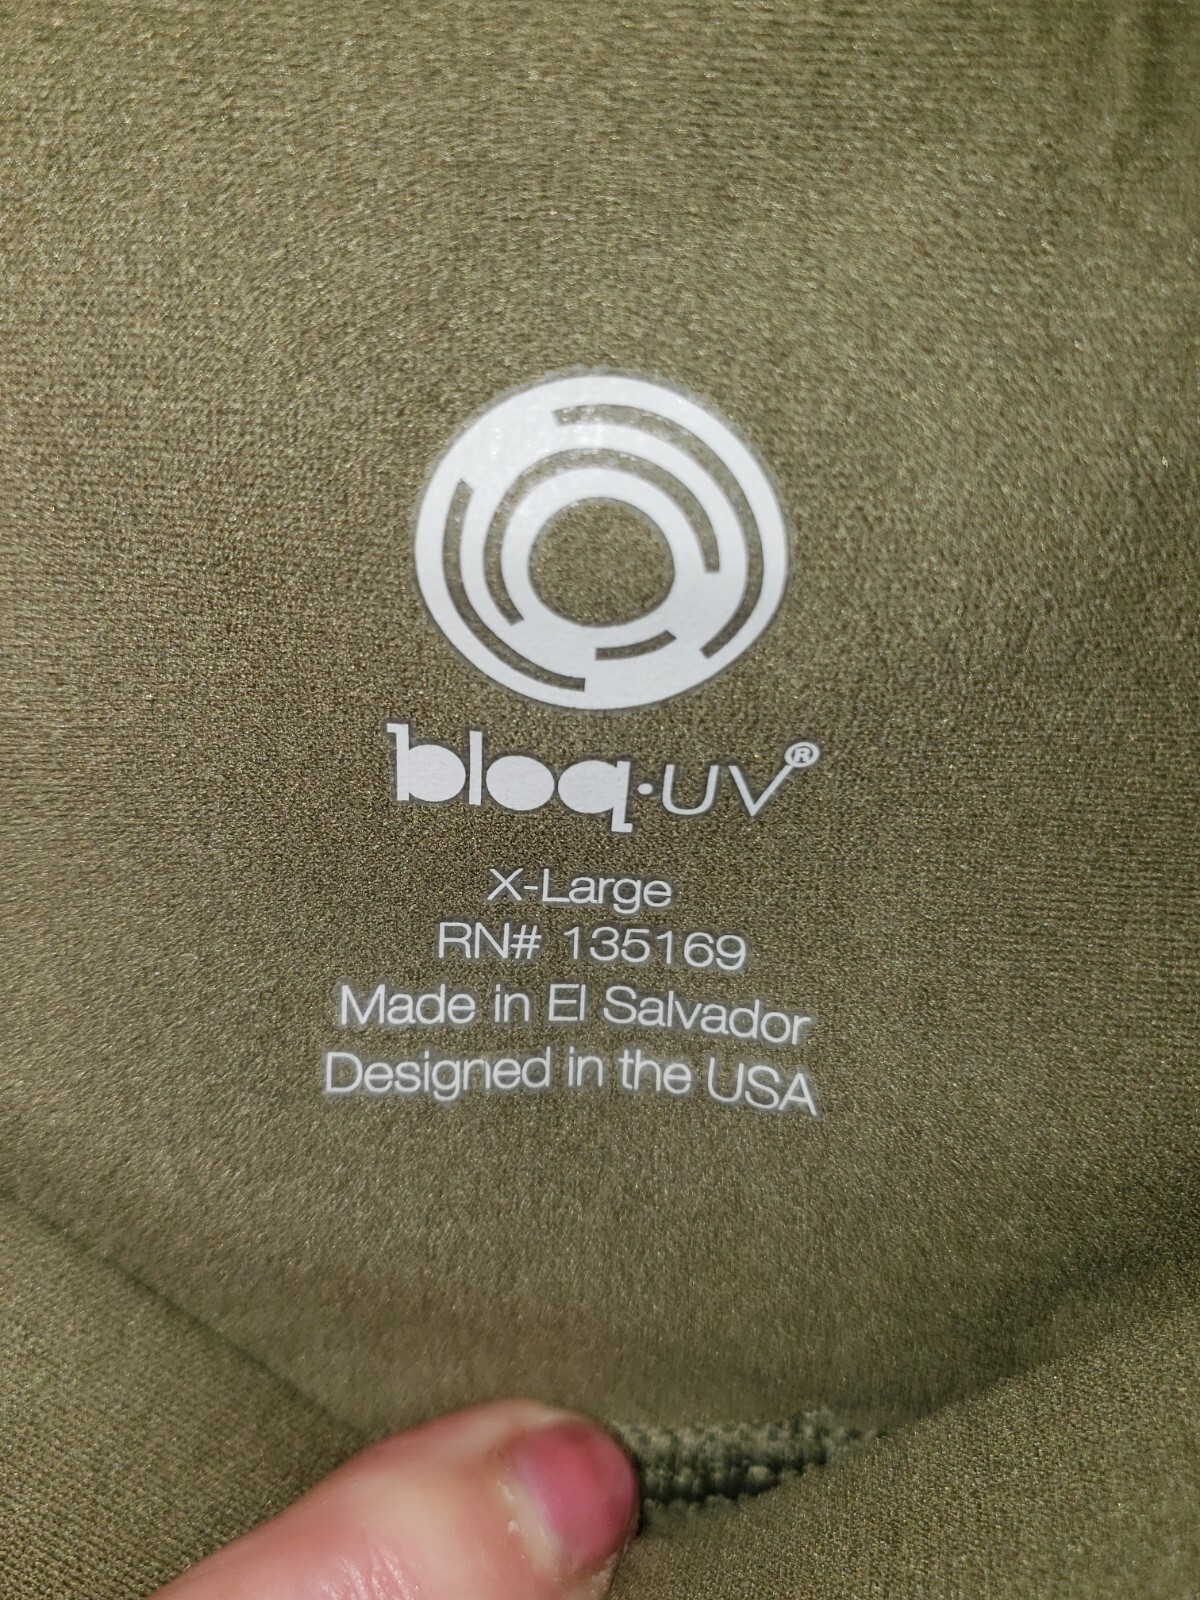 bloq·UV®
X-Large
RN# 135169
Made in El Salvador
Designed in the USA